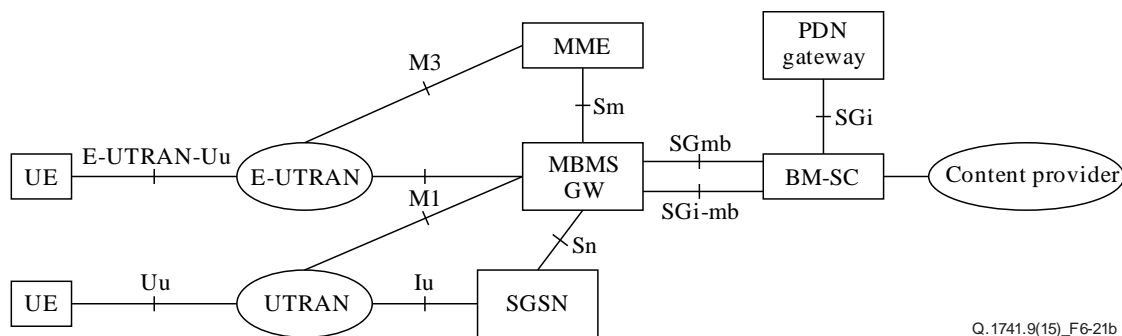 PDN
gateway
MME
M3
Sm
SGi
E-UTRAN-Uu
SGmb
UE
E-UTRAN
MBMS
GW
BM-SC
Content provider
M1
SGi-mb
Sn
Uu
Iu
UE
UTRAN
SGSN
Q.1741.9(15)_F6-21b